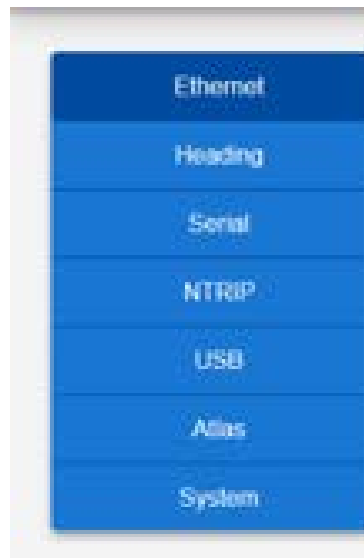 Ethernet
Heading
Serial
NTRIP
USB
Atlas
System